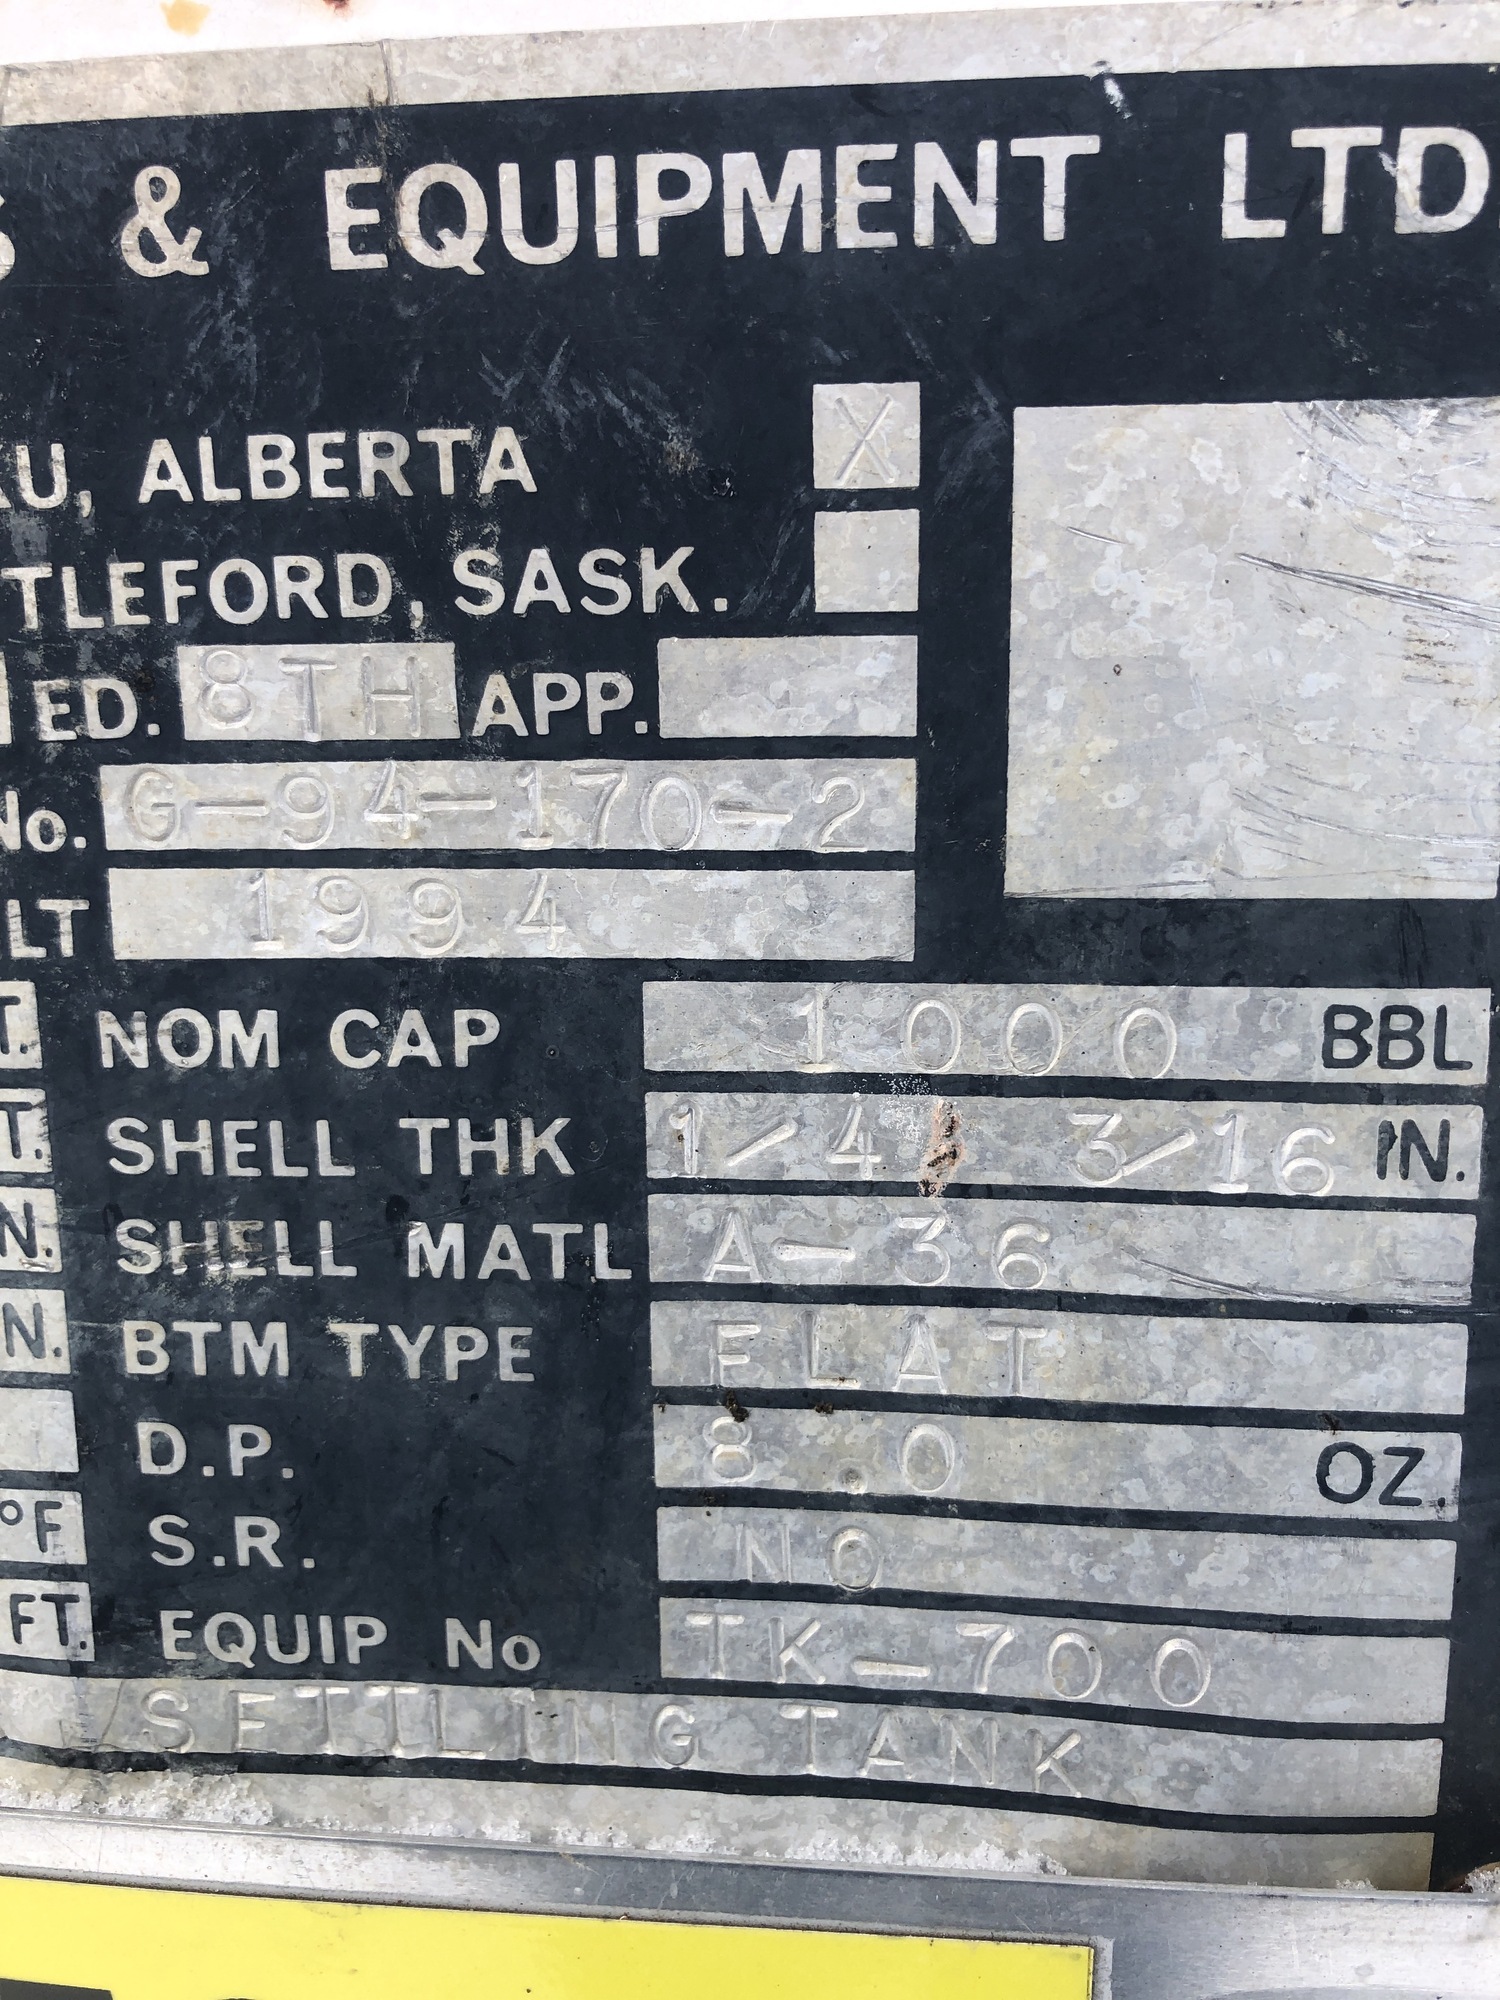 S & EQUIPMENT LTD
AU, ALBERTA X
TLEFORD, SASK.
ED. 8TH APP.
No. G-94-170-2
LT 1994
T. NOM CAP 1000 BBL
T. SHELL THK 1/4 3/16 IN.
N. SHELL MATL A-36
N. BTM TYPE FLAT
D.P. 8.0 OZ.
°F S.R. NO
FT. EQUIP No TK-700
SETTLING TANK